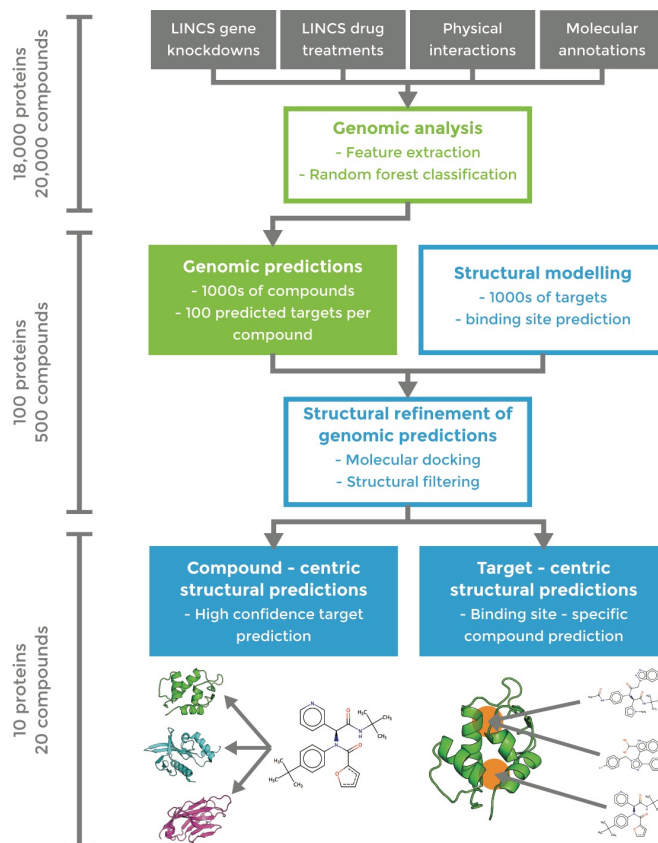 LINCS gene
knockdowns
LINCS drug
treatments
Physical
interactions
Molecular
annotations
18,000 proteins
20,000 compounds
Genomic analysis
- Feature extraction
- Random forest classification
100 proteins
500 compounds
Genomic predictions
- 1000s of compounds
- 100 predicted targets per
compound
Structural modelling
- 1000s of targets
- binding site prediction
Structural refinement of
genomic predictions
- Molecular docking
- Structural filtering
10 proteins
20 compounds
Compound - centric
structural predictions
- High confidence target
prediction
Target - centric
structural predictions
- Binding site - specific
compound prediction